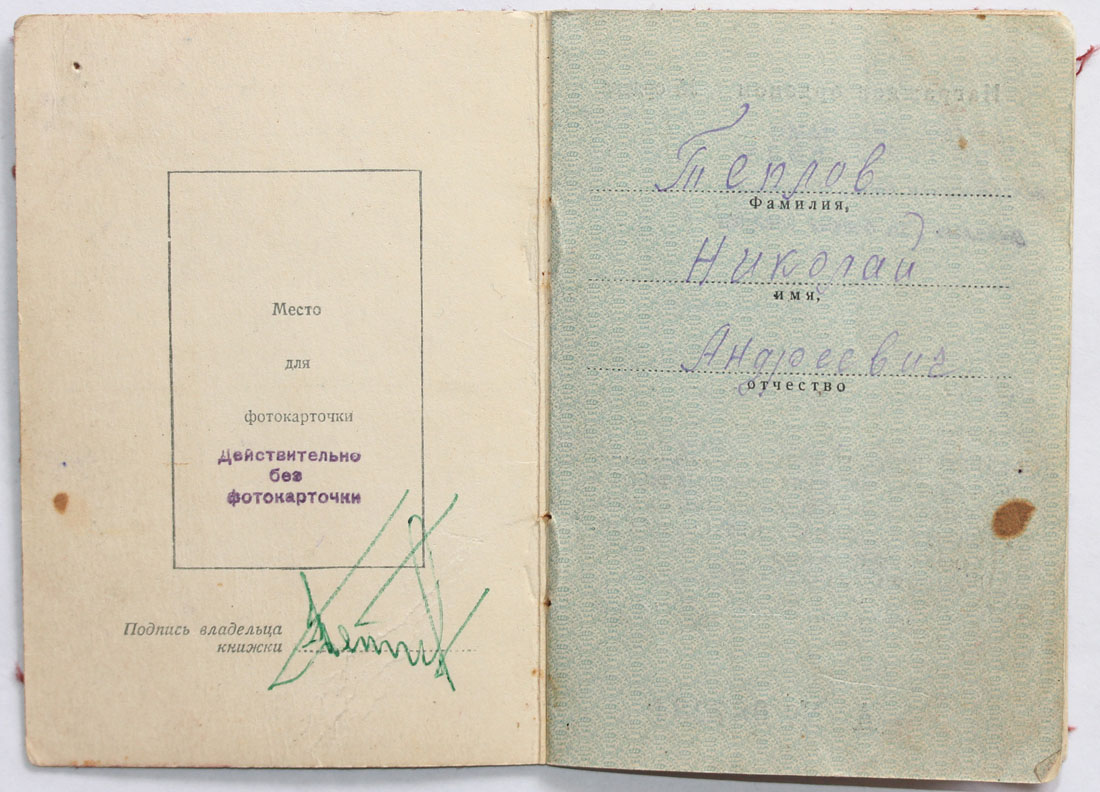 Место
для
фотокарточки
Действительно
без
фотокарточки
Подпись владельца
книжки
Теплов
Фамилия,
Николай
имя,
Андреевич
отчество